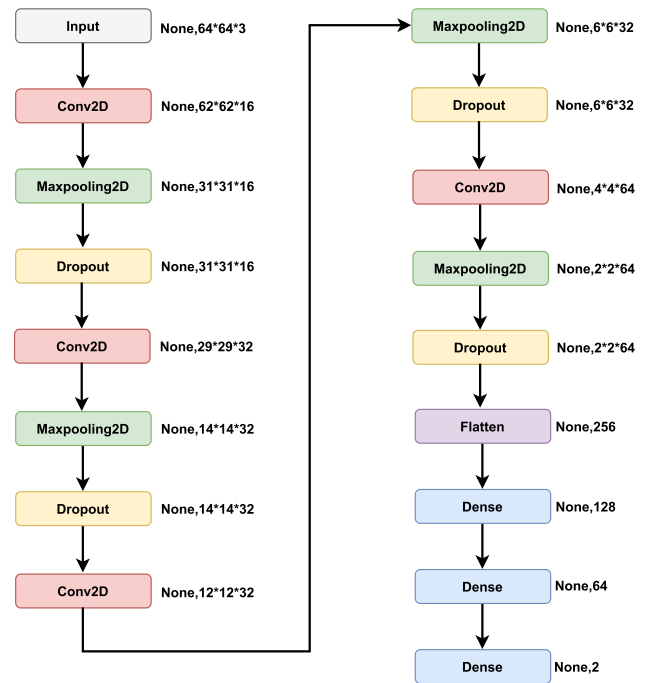 Input None,64*64*3
Conv2D None,62*62*16
Maxpooling2D None,31*31*16
Dropout None,31*31*16
Conv2D None,29*29*32
Maxpooling2D None,14*14*32
Dropout None,14*14*32
Conv2D None,12*12*32
Maxpooling2D None,6*6*32
Dropout None,6*6*32
Conv2D None,4*4*64
Maxpooling2D None,2*2*64
Dropout None,2*2*64
Flatten None,256
Dense None,128
Dense None,64
Dense None,2